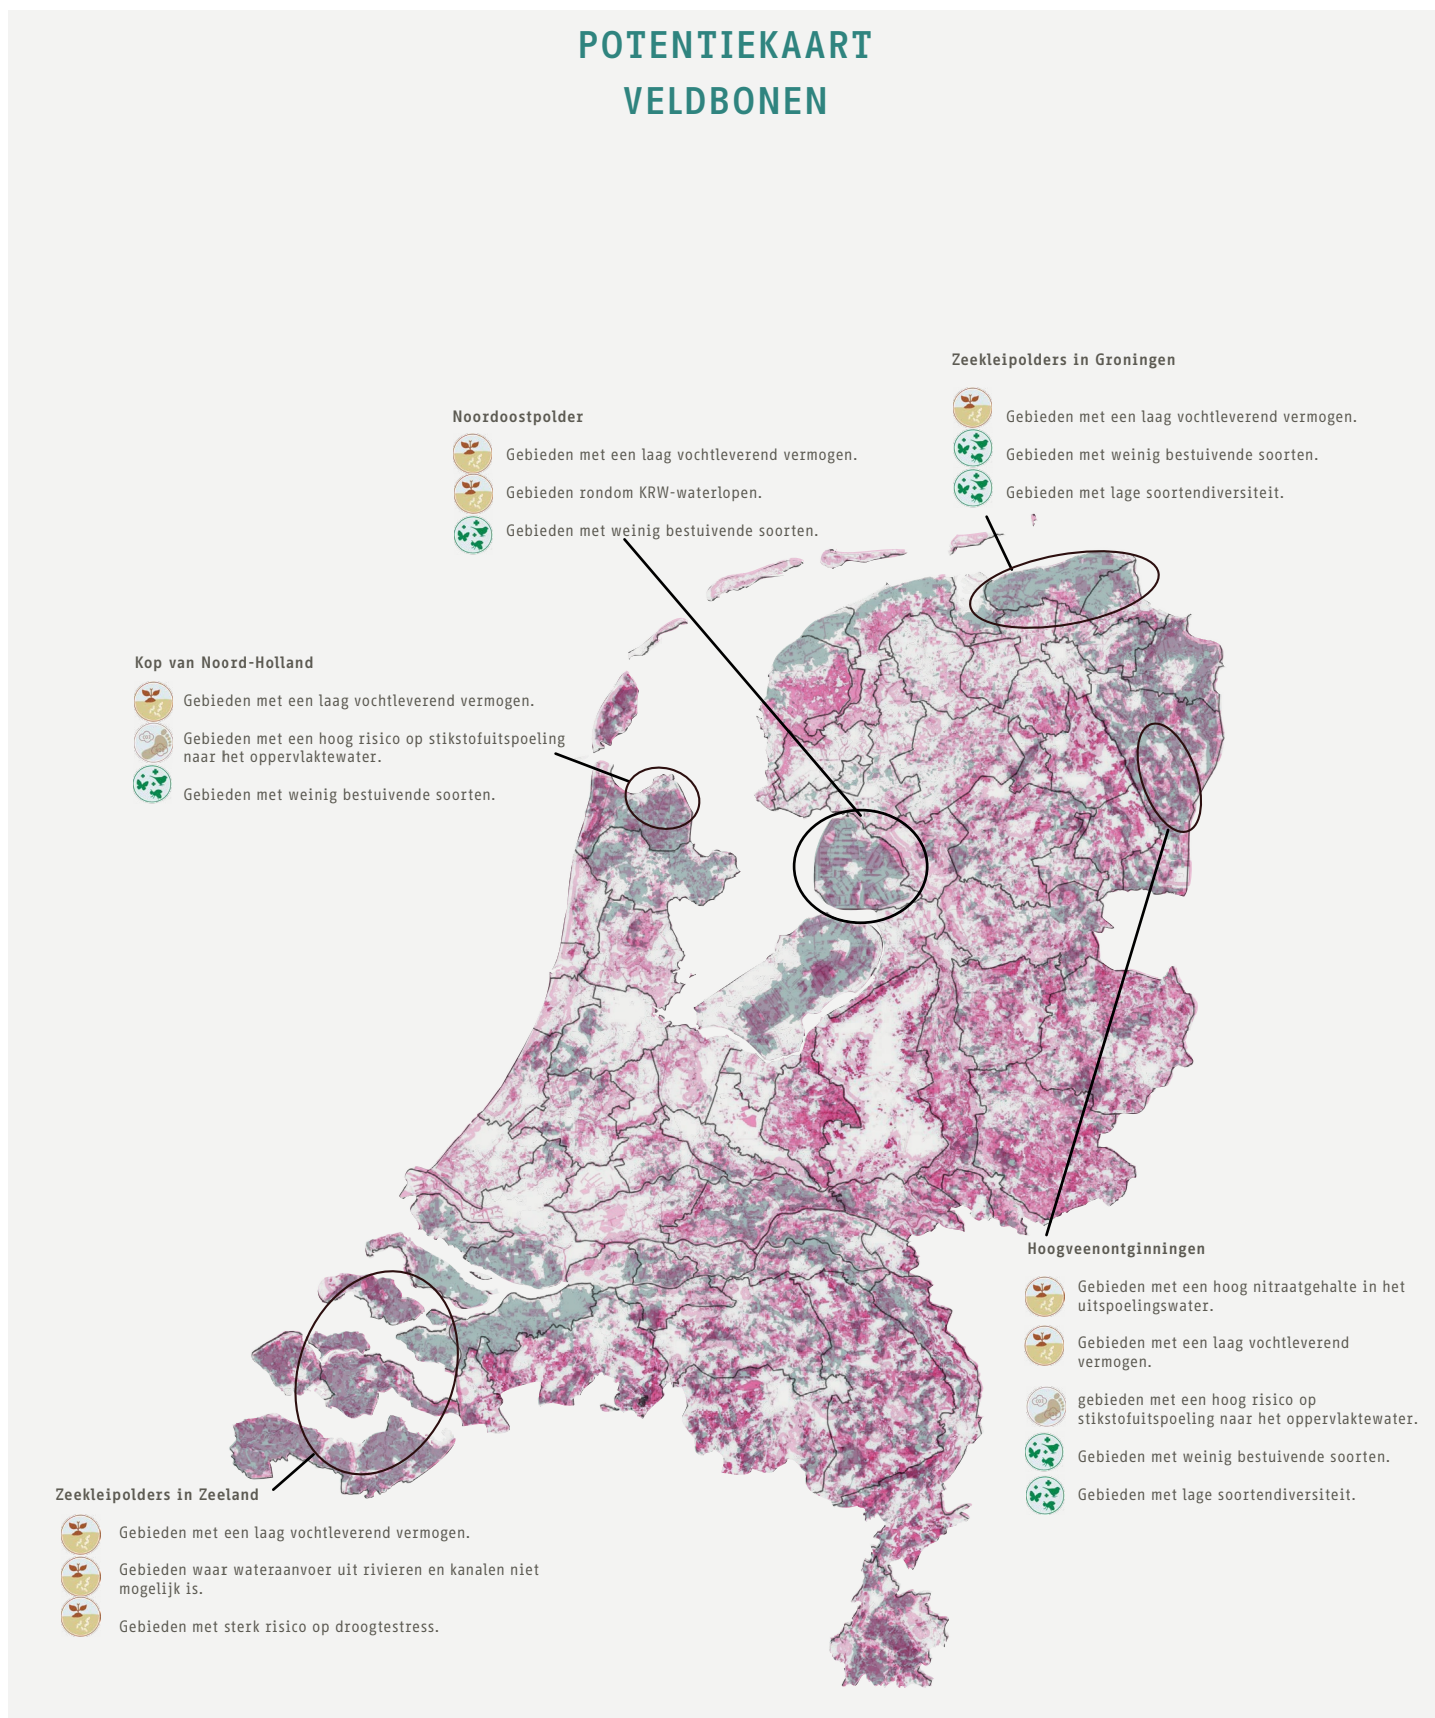 POTENTIEKAART
VELDBONEN
Zeekleipolders in Groningen
Gebieden met een laag vochtleverend vermogen.
Gebieden met weinig bestuivende soorten.
Gebieden met lage soortendiversiteit.
Noordoostpolder
Gebieden met een laag vochtleverend vermogen.
Gebieden rondom KRW-waterlopen.
Gebieden met weinig bestuivende soorten.
Kop van Noord-Holland
Gebieden met een laag vochtleverend vermogen.
Gebieden met een hoog risico op stikstofuitspoeling
naar het oppervlaktewater.
Gebieden met weinig bestuivende soorten.
Hoogveenontginningen
Gebieden met een hoog nitraatgehalte in het
uitspoelingswater.
Gebieden met een laag vochtleverend
vermogen.
gebieden met een hoog risico op
stikstofuitspoeling naar het oppervlaktewater.
Gebieden met weinig bestuivende soorten.
Gebieden met lage soortendiversiteit.
Zeekleipolders in Zeeland
Gebieden met een laag vochtleverend vermogen.
Gebieden waar wateraanvoer uit rivieren en kanalen niet
mogelijk is.
Gebieden met sterk risico op droogtestress.